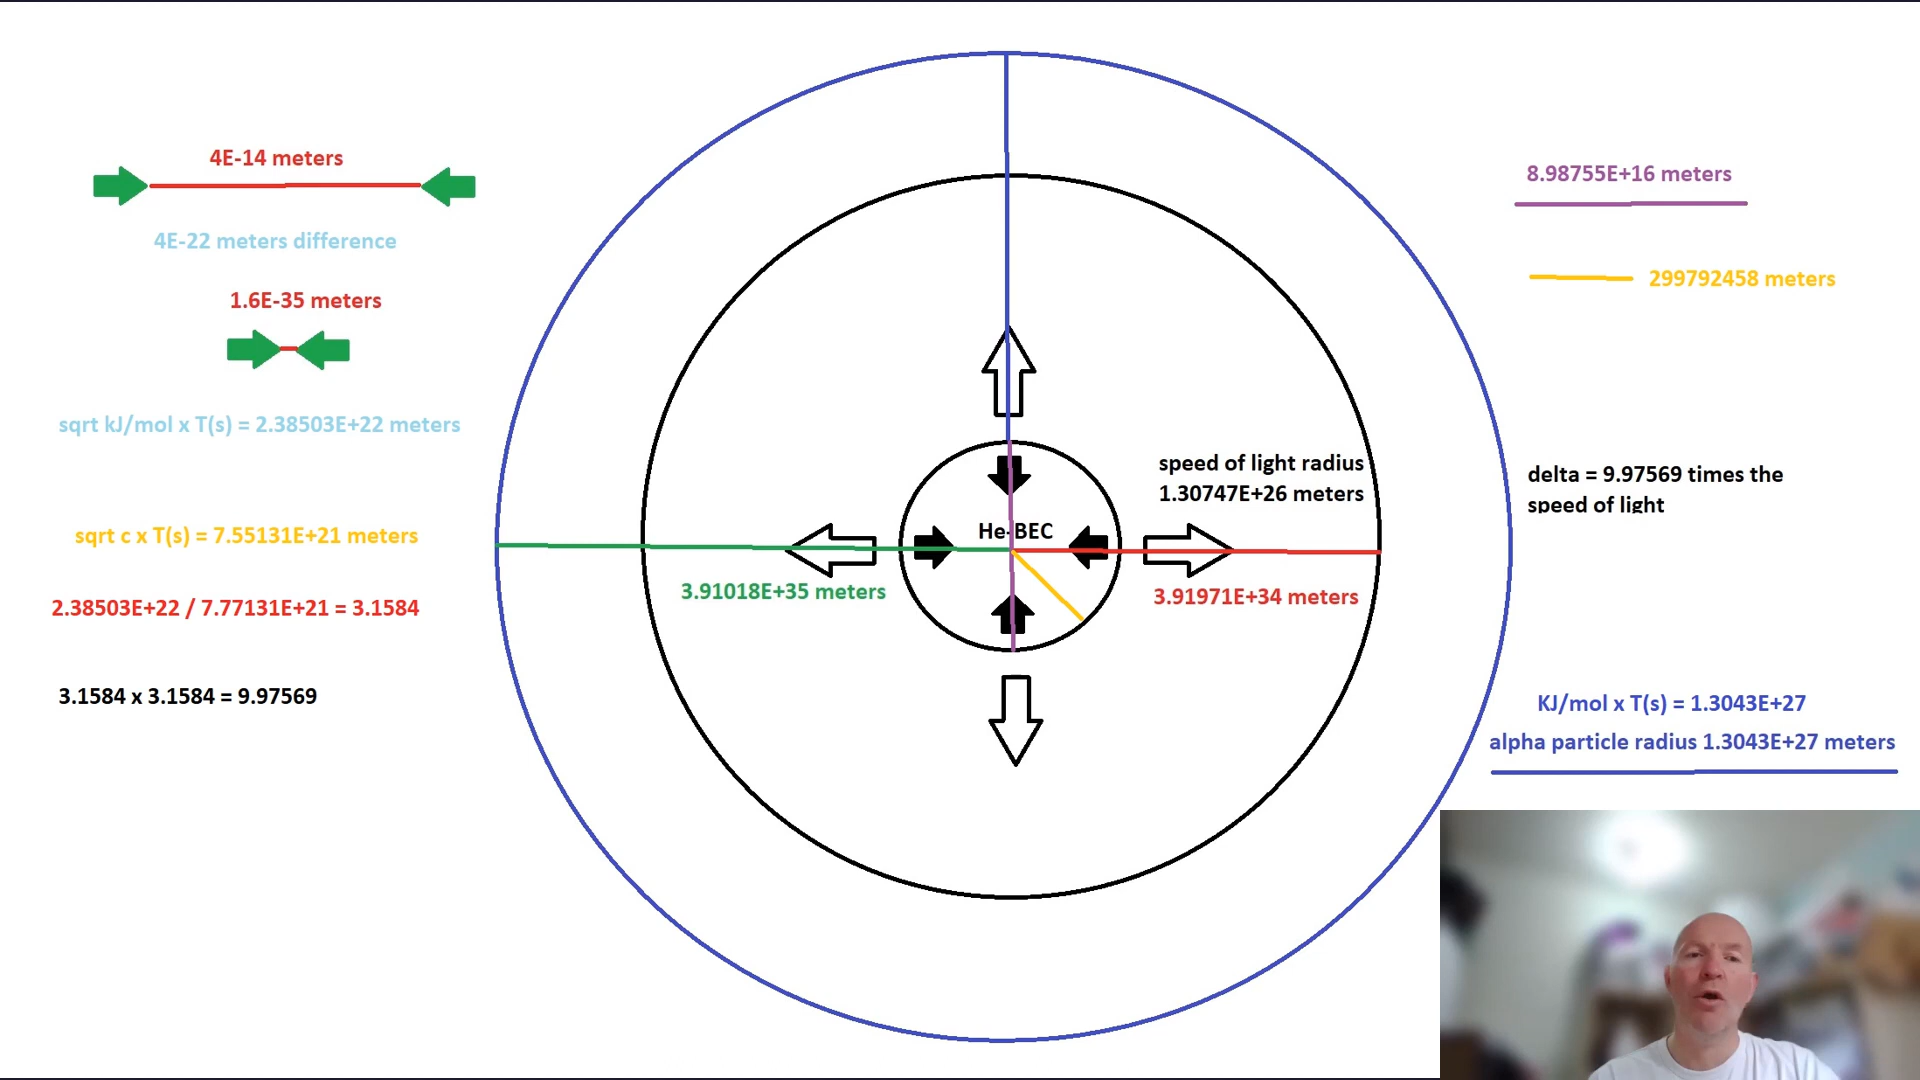 4E-14 meters
4E-22 meters difference
1.6E-35 meters
sqrt kJ/mol x T(s) = 2.38503E+22 meters
sqrt c x T(s) = 7.55131E+21 meters
2.38503E+22 / 7.77131E+21 = 3.1584
3.1584 x 3.1584 = 9.97569
He-BEC
speed of light radius
1.30747E+26 meters
3.91018E+35 meters
3.91971E+34 meters
8.98755E+16 meters
299792458 meters
delta = 9.97569 times the
speed of light
KJ/mol x T(s) = 1.3043E+27
alpha particle radius 1.3043E+27 meters